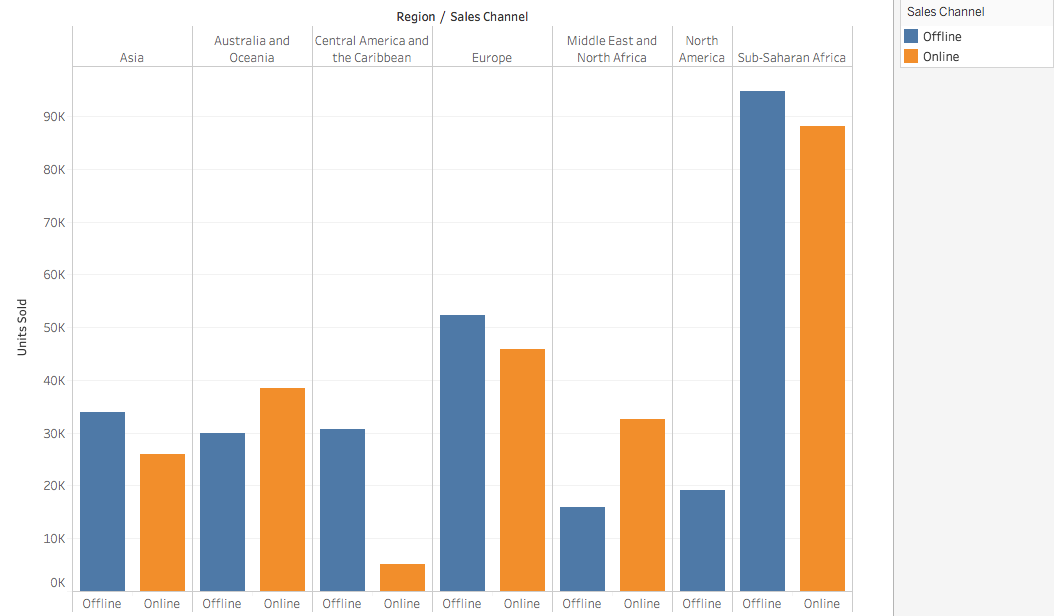 Region / Sales Channel
Asia
Australia and
Oceania
Central America and
the Caribbean
Europe
Middle East and
North Africa
North
America
Sub-Saharan Africa
Units Sold
90K
80K
70K
60K
50K
40K
30K
20K
10K
0K
Offline Online Offline Online Offline Online Offline Online Offline Online Offline Offline Online
Sales Channel
Offline
Online